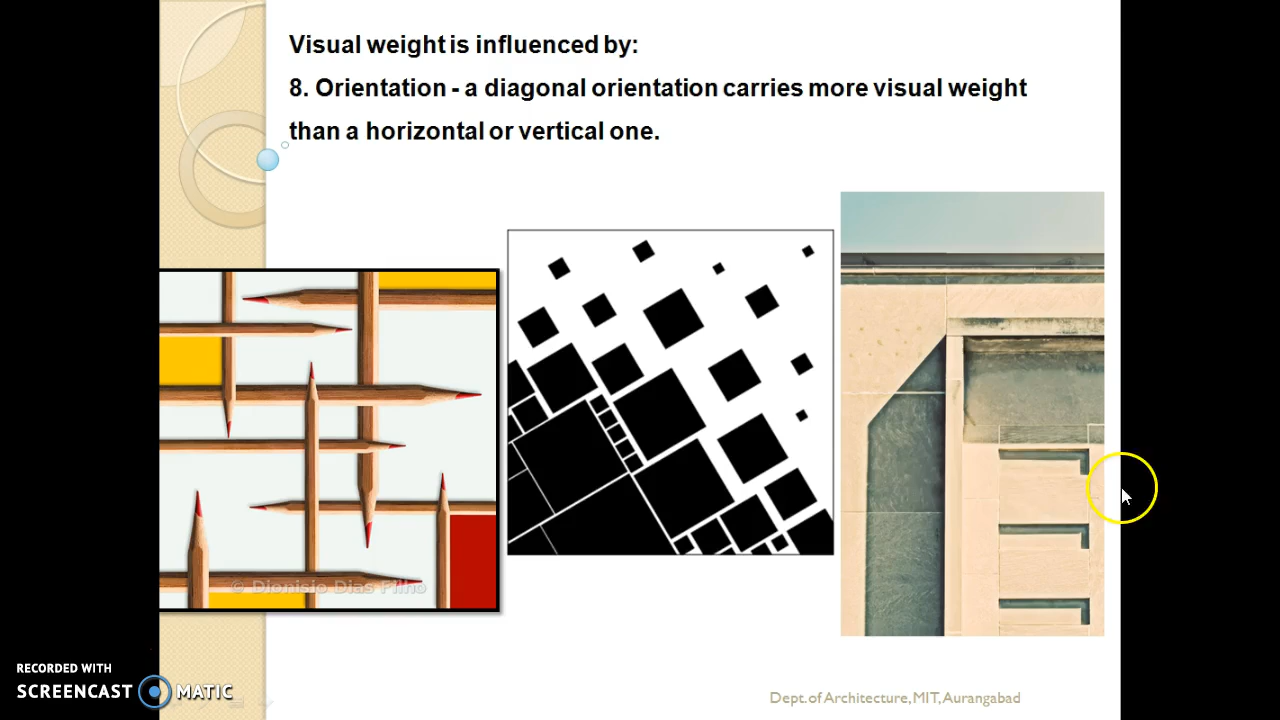 Visual weight is influenced by:
8. Orientation - a diagonal orientation carries more visual weight
than a horizontal or vertical one.
© Dionisio Dias Filho
RECORDED WITH
SCREENCAST MATIC
Dept.of Architecture, MIT, Aurangabad